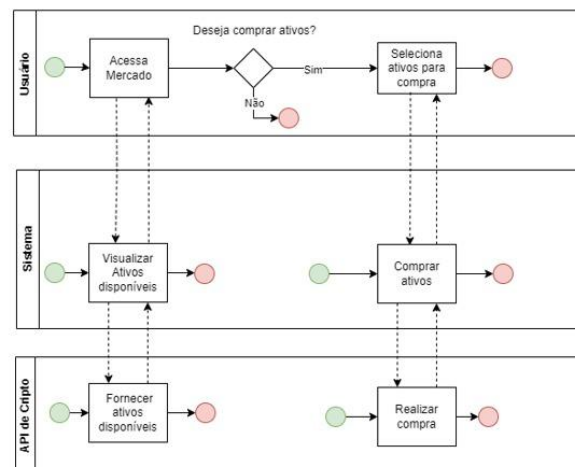 Usuário
Deseja comprar ativos?
Acessa
Mercado
Sim
Não
Seleciona
ativos para
compra
Sistema
Visualizar
Ativos
disponíveis
Comprar
ativos
API de Cripto
Fornecer
ativos
disponíveis
Realizar
compra